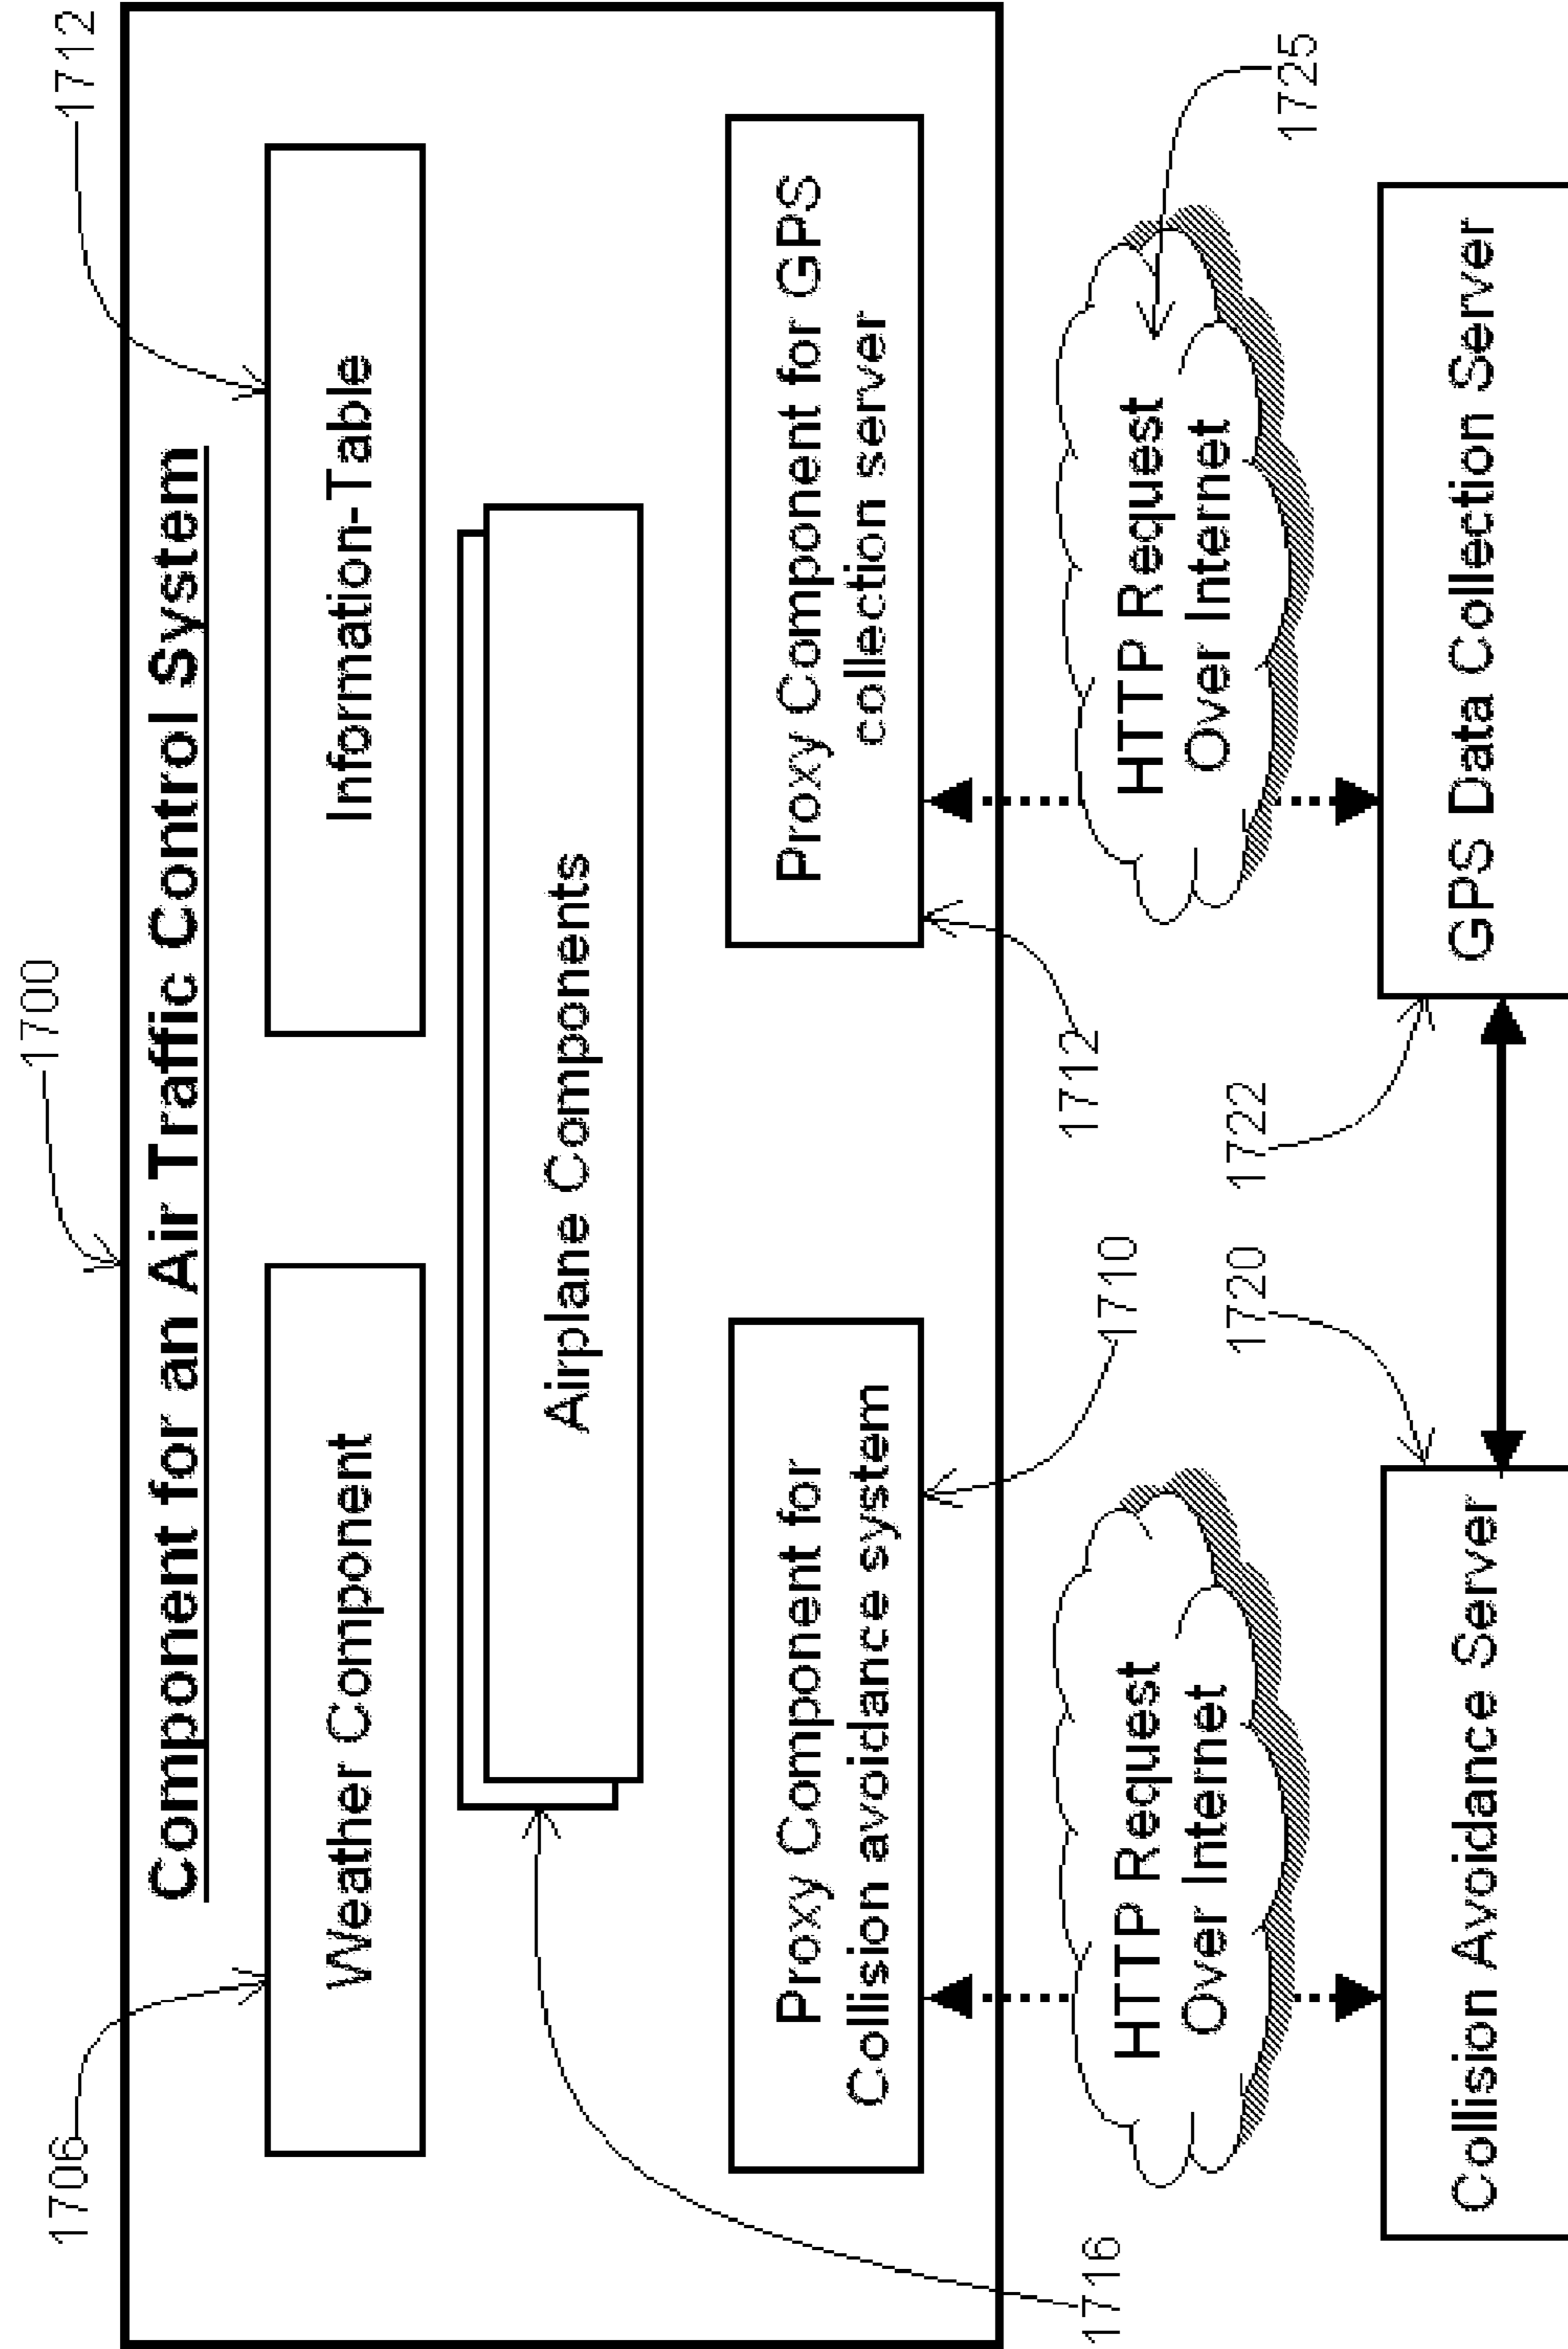 1700
1706
1712
Component for an Air Traffic Control System
Weather Component
Information-Table
Airplane Components
Proxy Component for
Collision avoidance system
Proxy Component for GPS
collection server
1716
1710
1712
HTTP Request
Over Internet
HTTP Request
Over Internet
1725
1720
1722
Collision Avoidance Server
GPS Data Collection Server